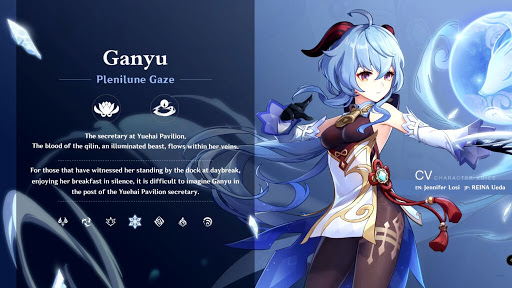 Ganyu
Plenilune Gaze
The secretary at Yuehai Pavilion.
The blood of the qilin, an illuminated beast, flows within her veins.
For those that have witnessed her standing by the dock at daybreak,
enjoying her breakfast in silence, it is difficult to imagine Ganyu in
the post of the Yuehai Pavilion secretary.
CV CHARACTER VOICE
EN: Jennifer Losi JP: REINA Ueda